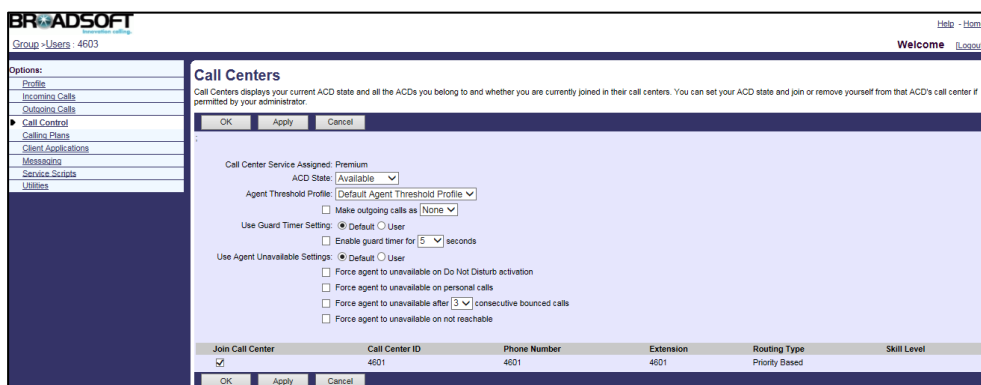 BROADSOFT
innovation calling.
Help - Hom
Group >Users : 4603
Welcome [Logou
Options:
Profile
Incoming Calls
Outgoing Calls
Call Control
Calling Plans
Client Applications
Messaging
Service Scripts
Utilities
Call Centers
Call Centers displays your current ACD state and all the ACDs you belong to and whether you are currently joined in their call centers. You can set your ACD state and join or remove yourself from that ACD's call center if
permitted by your administrator.
OK Apply Cancel
;
Call Center Service Assigned: Premium
ACD State: Available
Agent Threshold Profile: Default Agent Threshold Profile
Make outgoing calls as None
Use Guard Timer Setting: Default User
Enable guard timer for 5 seconds
Use Agent Unavailable Settings: Default User
Force agent to unavailable on Do Not Disturb activation
Force agent to unavailable on personal calls
Force agent to unavailable after 3 consecutive bounced calls
Force agent to unavailable on not reachable
Join Call Center Call Center ID Phone Number Extension Routing Type Skill Level
4601 4601 4601 Priority Based
OK Apply Cancel